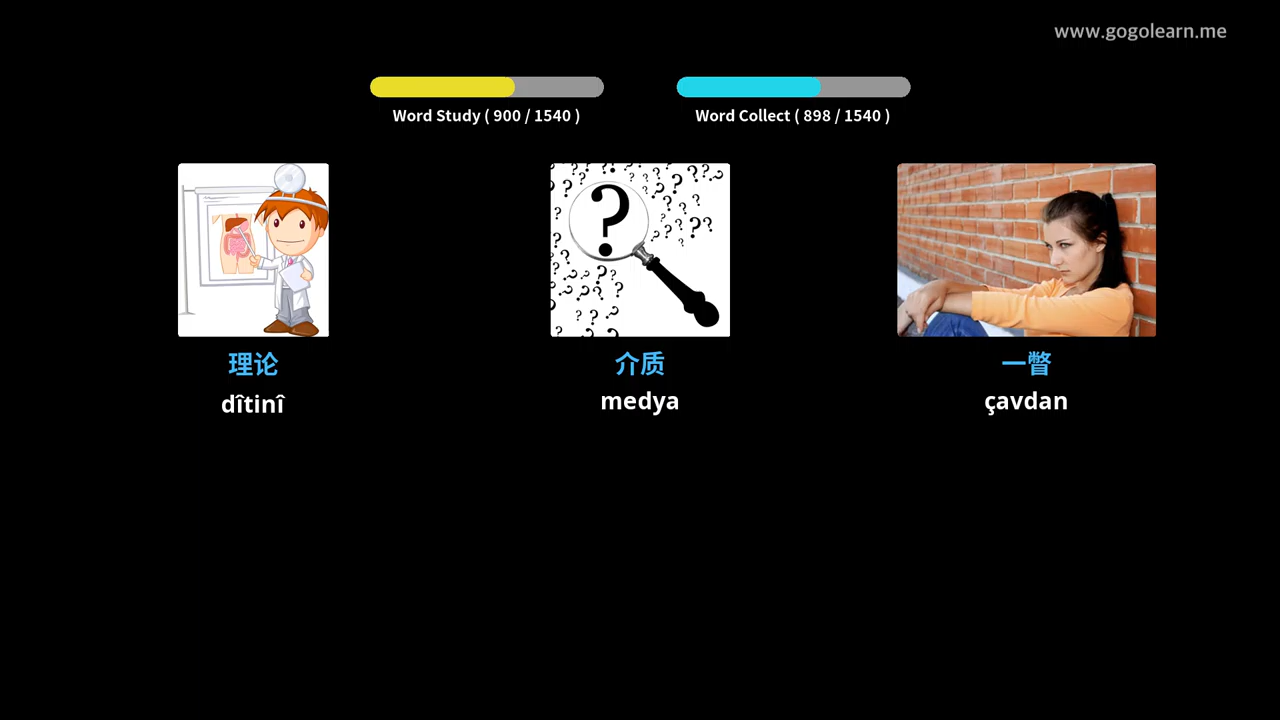 www.gogolearn.me
Word Study ( 900 / 1540 )
Word Collect ( 898 / 1540 )
理论
dîtinî
介质
medya
一瞥
çavdan